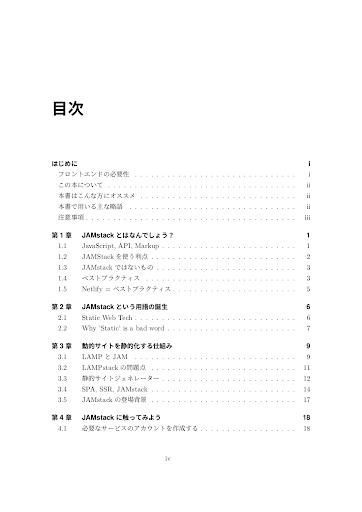 目次
はじめに i
フロントエンドの必要性 . . . . . . . . . . . . . . . . . . . . . . . . . . . . . i
この本について . . . . . . . . . . . . . . . . . . . . . . . . . . . . . ii
本書はこんな方にオススメ . . . . . . . . . . . . . . . . . . . . . . . . . . . . . ii
本書で用いる主な略語 . . . . . . . . . . . . . . . . . . . . . . . . . . . . . ii
注意事項 . . . . . . . . . . . . . . . . . . . . . . . . . . . . . iii
第 1 章 JAMstack とはなんでしょう? 1
1.1 JavaScript, API, Markup . . . . . . . . . . . . . . . . . . . . . . . . 1
1.2 JAMStack を使う利点 . . . . . . . . . . . . . . . . . . . . . . . . 2
1.3 JAMstack ではないもの . . . . . . . . . . . . . . . . . . . . . . . . 3
1.4 ベストプラクティス . . . . . . . . . . . . . . . . . . . . . . . . 3
1.5 Netlify = ベストプラクティス . . . . . . . . . . . . . . . . . . . . . . . . 5
第 2 章 JAMstack という用語の誕生 6
2.1 Static Web Tech . . . . . . . . . . . . . . . . . . . . . . . . 6
2.2 Why 'Static' is a bad word . . . . . . . . . . . . . . . . . . . . . . . . 7
第 3 章 動的サイトを静的化する仕組み 9
3.1 LAMP と JAM . . . . . . . . . . . . . . . . . . . . . . . . 9
3.2 LAMPstack の問題点 . . . . . . . . . . . . . . . . . . . . . . . . 11
3.3 静的サイトジェネレーター . . . . . . . . . . . . . . . . . . . . . . . . 12
3.4 SPA, SSR, JAMstack . . . . . . . . . . . . . . . . . . . . . . . . 14
3.5 JAMstack の登場背景 . . . . . . . . . . . . . . . . . . . . . . . . 17
第 4 章 JAMstack に触ってみよう 18
4.1 必要なサービスのアカウントを作成する . . . . . . . . . . . . . . . . . . 18
iv